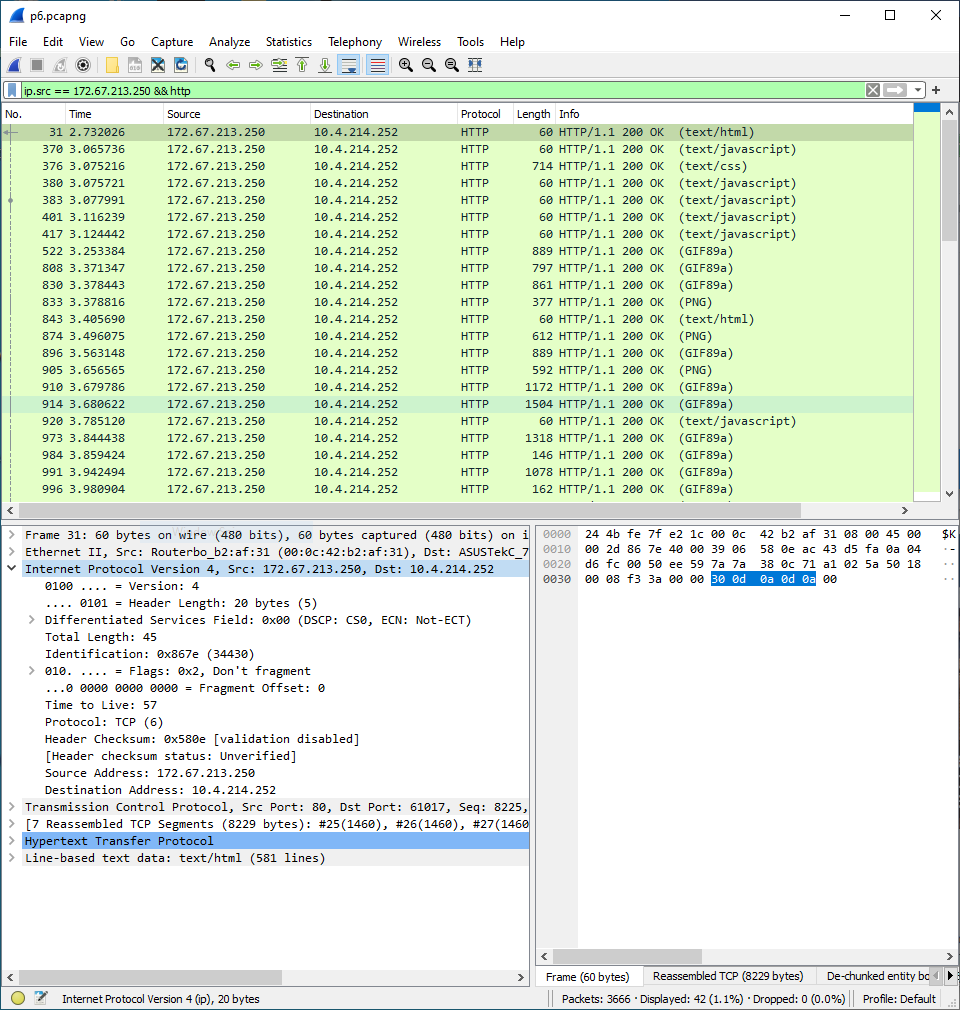 p6.pcapng
File Edit View Go Capture Analyze Statistics Telephony Wireless Tools Help
ip.src == 172.67.213.250 && http
No. Time Source Destination Protocol Length Info
31 2.732026 172.67.213.250 10.4.214.252 HTTP 60 HTTP/1.1 200 OK (text/html)
370 3.065736 172.67.213.250 10.4.214.252 HTTP 60 HTTP/1.1 200 OK (text/javascript)
376 3.075216 172.67.213.250 10.4.214.252 HTTP 714 HTTP/1.1 200 OK (text/css)
380 3.075721 172.67.213.250 10.4.214.252 HTTP 60 HTTP/1.1 200 OK (text/javascript)
383 3.077991 172.67.213.250 10.4.214.252 HTTP 60 HTTP/1.1 200 OK (text/javascript)
401 3.116239 172.67.213.250 10.4.214.252 HTTP 60 HTTP/1.1 200 OK (text/javascript)
417 3.124442 172.67.213.250 10.4.214.252 HTTP 60 HTTP/1.1 200 OK (text/javascript)
522 3.253384 172.67.213.250 10.4.214.252 HTTP 889 HTTP/1.1 200 OK (GIF89a)
808 3.371347 172.67.213.250 10.4.214.252 HTTP 797 HTTP/1.1 200 OK (GIF89a)
830 3.378443 172.67.213.250 10.4.214.252 HTTP 861 HTTP/1.1 200 OK (GIF89a)
833 3.378816 172.67.213.250 10.4.214.252 HTTP 377 HTTP/1.1 200 OK (PNG)
843 3.405690 172.67.213.250 10.4.214.252 HTTP 60 HTTP/1.1 200 OK (text/html)
874 3.496075 172.67.213.250 10.4.214.252 HTTP 612 HTTP/1.1 200 OK (PNG)
896 3.563148 172.67.213.250 10.4.214.252 HTTP 889 HTTP/1.1 200 OK (GIF89a)
905 3.656565 172.67.213.250 10.4.214.252 HTTP 592 HTTP/1.1 200 OK (PNG)
910 3.679786 172.67.213.250 10.4.214.252 HTTP 1172 HTTP/1.1 200 OK (GIF89a)
914 3.680622 172.67.213.250 10.4.214.252 HTTP 1504 HTTP/1.1 200 OK (GIF89a)
920 3.785120 172.67.213.250 10.4.214.252 HTTP 60 HTTP/1.1 200 OK (text/javascript)
973 3.844438 172.67.213.250 10.4.214.252 HTTP 1318 HTTP/1.1 200 OK (GIF89a)
984 3.859424 172.67.213.250 10.4.214.252 HTTP 146 HTTP/1.1 200 OK (GIF89a)
991 3.942494 172.67.213.250 10.4.214.252 HTTP 1078 HTTP/1.1 200 OK (GIF89a)
996 3.980904 172.67.213.250 10.4.214.252 HTTP 162 HTTP/1.1 200 OK (GIF89a)
Frame 31: 60 bytes on wire (480 bits), 60 bytes captured (480 bits) on i
Ethernet II, Src: Routerbo_b2:af:31 (00:0c:42:b2:af:31), Dst: ASUSTekC_7
Internet Protocol Version 4, Src: 172.67.213.250, Dst: 10.4.214.252
0100 .... = Version: 4
.... 0101 = Header Length: 20 bytes (5)
Differentiated Services Field: 0x00 (DSCP: CS0, ECN: Not-ECT)
Total Length: 45
Identification: 0x867e (34430)
010. .... = Flags: 0x2, Don't fragment
...0 0000 0000 0000 = Fragment Offset: 0
Time to Live: 57
Protocol: TCP (6)
Header Checksum: 0x580e [validation disabled]
[Header checksum status: Unverified]
Source Address: 172.67.213.250
Destination Address: 10.4.214.252
Transmission Control Protocol, Src Port: 80, Dst Port: 61017, Seq: 8225,
[7 Reassembled TCP Segments (8229 bytes): #25(1460), #26(1460), #27(1460
Hypertext Transfer Protocol
Line-based text data: text/html (581 lines)
0000 24 4b fe 7f e2 1c 00 0c 42 b2 af 31 08 00 45 00 $K
0010 00 2d 86 7e 40 00 39 06 58 0e ac 43 d5 fa 0a 04 ·-
0020 d6 fc 00 50 ee 59 7a 7a 38 0c 71 a1 02 5a 50 18 ··
0030 00 08 f3 3a 00 00 30 0d 0a 0d 0a 00 ··
Frame (60 bytes) Reassembled TCP (8229 bytes) De-chunked entity bo
Internet Protocol Version 4 (ip), 20 bytes Packets: 3666 · Displayed: 42 (1.1%) · Dropped: 0 (0.0%) Profile: Default